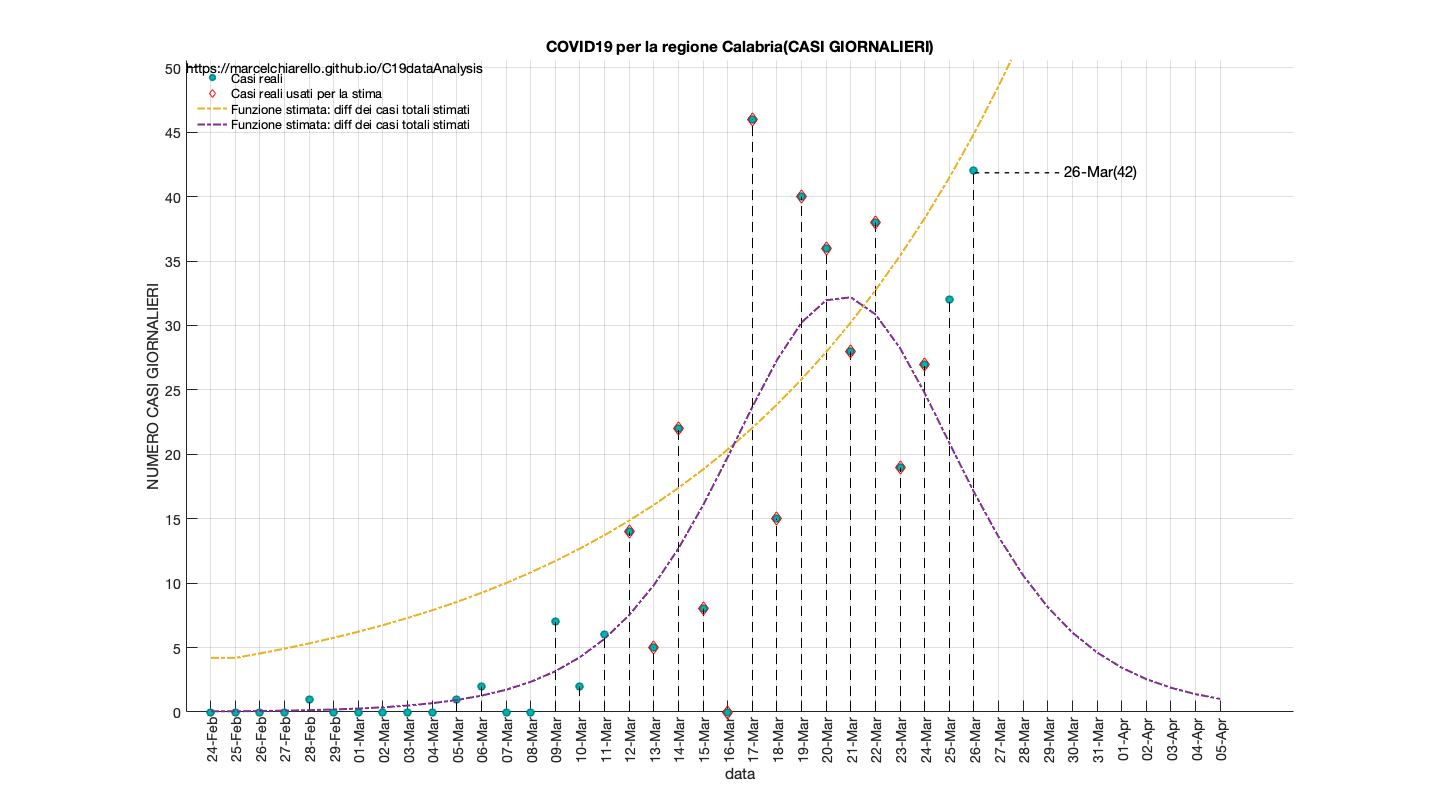 COVID19 per la regione Calabria(CASI GIORNALIERI)
https://marcelchiarello.github.io/C19dataAnalysis
Casi reali
Casi reali usati per la stima
Funzione stimata: diff dei casi totali stimati
Funzione stimata: diff dei casi totali stimati
50
45
40
35
30
25
20
15
10
5
0
NUMERO CASI GIORNALIERI
26-Mar(42)
24-Feb
25-Feb
26-Feb
27-Feb
28-Feb
29-Feb
01-Mar
02-Mar
03-Mar
04-Mar
05-Mar
06-Mar
07-Mar
08-Mar
09-Mar
10-Mar
11-Mar
12-Mar
13-Mar
14-Mar
15-Mar
16-Mar
17-Mar
18-Mar
19-Mar
20-Mar
21-Mar
22-Mar
23-Mar
24-Mar
25-Mar
26-Mar
27-Mar
28-Mar
29-Mar
30-Mar
31-Mar
01-Apr
02-Apr
03-Apr
04-Apr
05-Apr
data